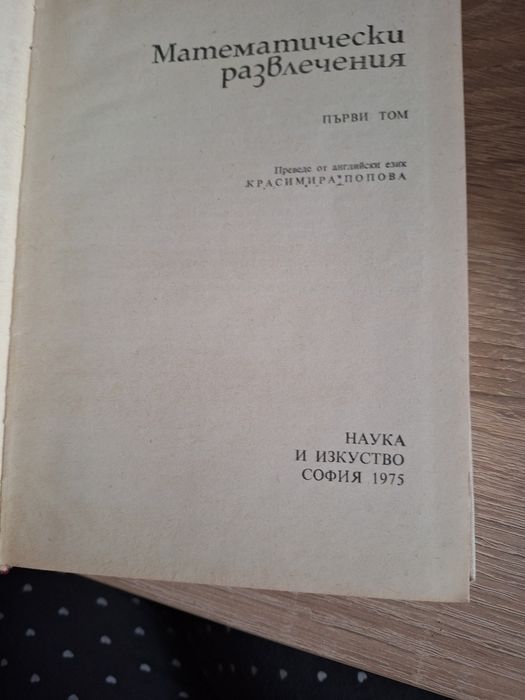 Математически
развлечения
ПЪРВИ ТОМ
Преведе от английски език
КРАСИМИРА ПОПОВА
НАУКА
И ИЗКУСТВО
СОФИЯ 1975